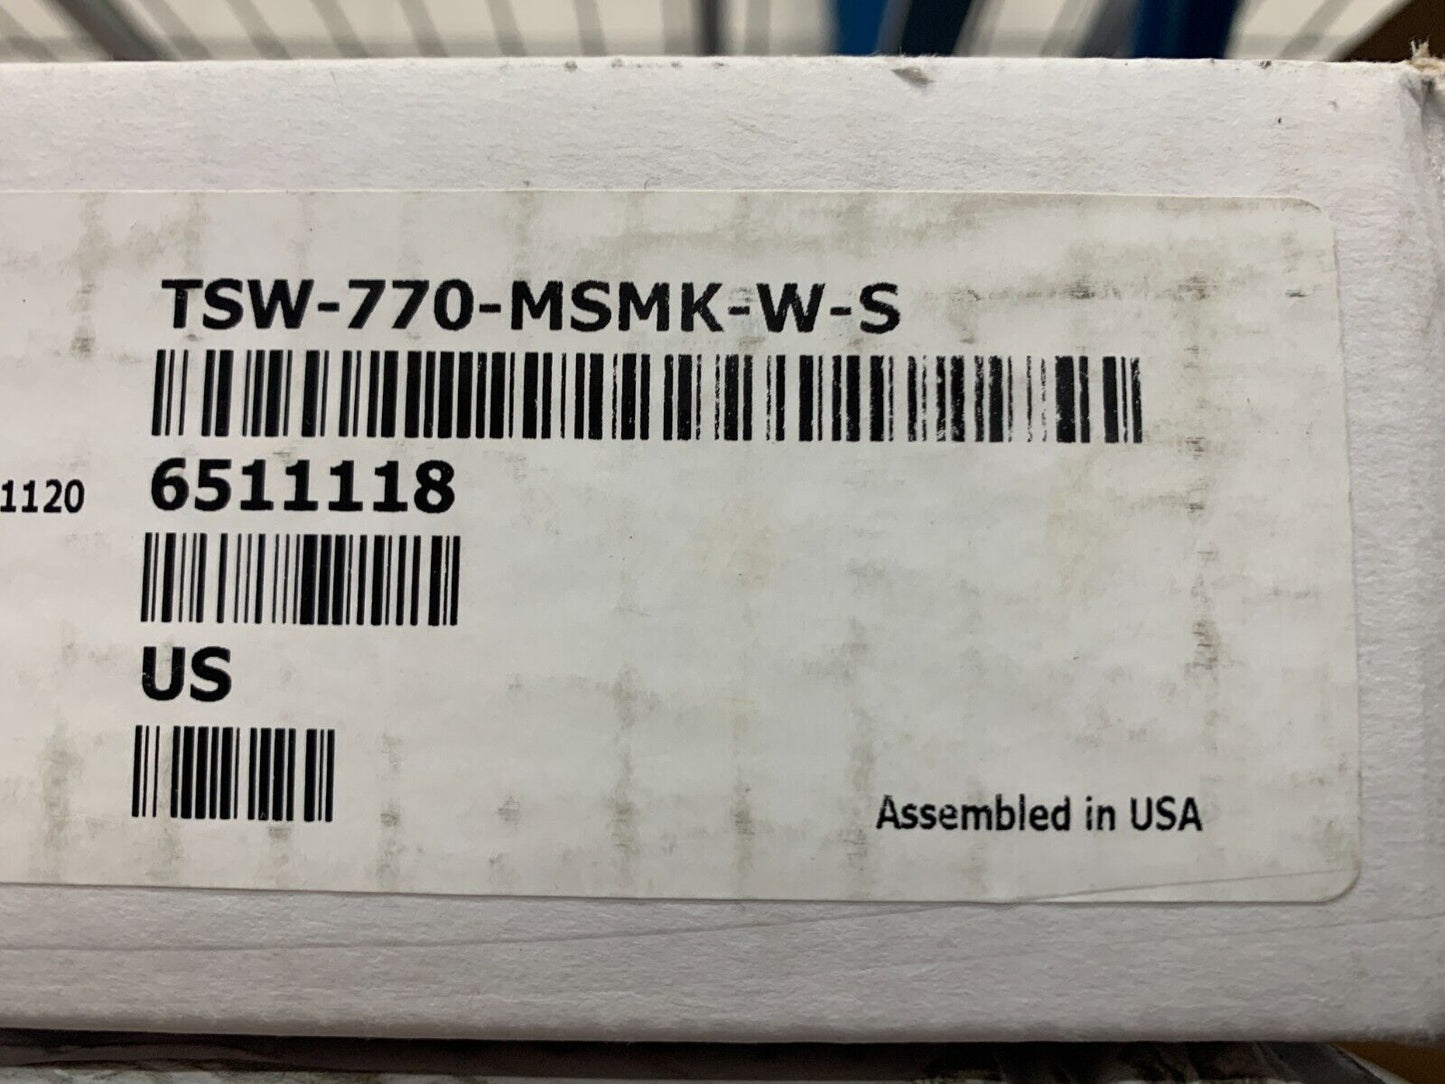 TSW-770-MSMK-W-S
1120
6511118
US
Assembled in USA